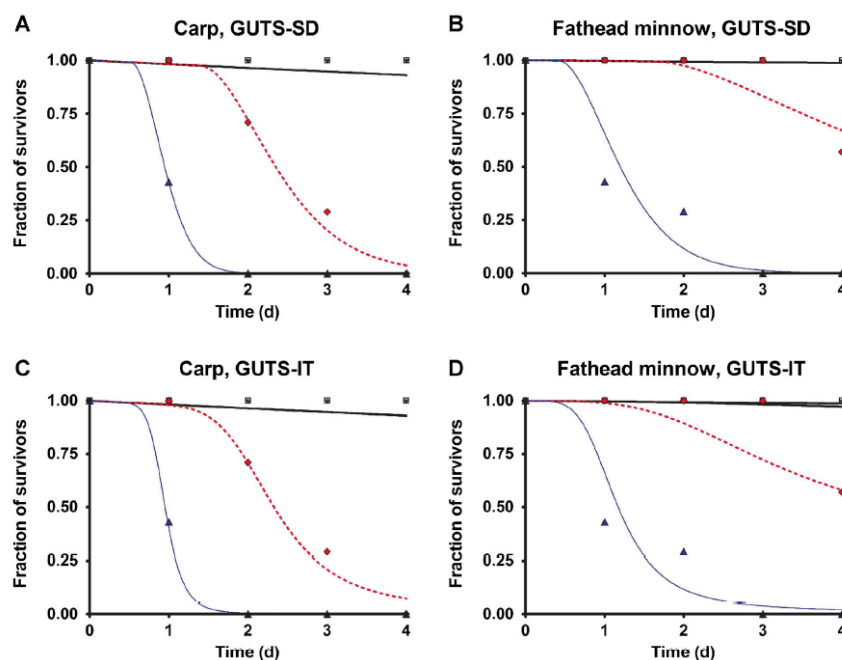 A Carp, GUTS-SD
Fraction of survivors
1.00
0.75
0.50
0.25
0.00
0 1 2 3 4
Time (d)
B Fathead minnow, GUTS-SD
Fraction of survivors
1.00
0.75
0.50
0.25
0.00
0 1 2 3 4
Time (d)
C Carp, GUTS-IT
Fraction of survivors
1.00
0.75
0.50
0.25
0.00
0 1 2 3 4
Time (d)
D Fathead minnow, GUTS-IT
Fraction of survivors
1.00
0.75
0.50
0.25
0.00
0 1 2 3 4
Time (d)